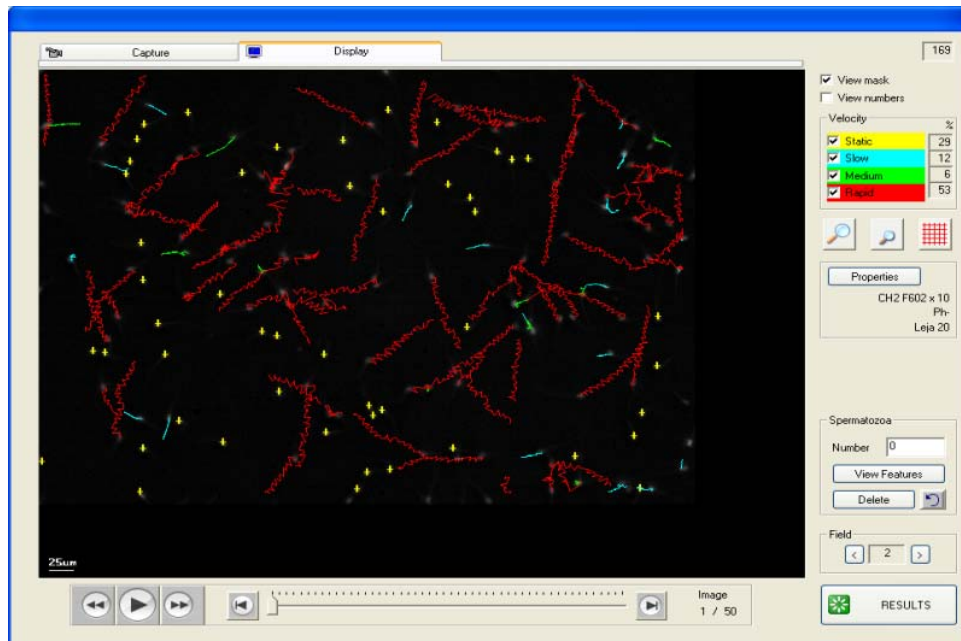 Capture
Display
169
View mask
View numbers
Velocity
%
Static 29
Slow 12
Medium 6
Rapid 53
Properties
CH2 F602 x 10
Ph-
Leja 20
Spermatozoa
Number 0
View Features
Delete
Field
< 2 >
25um
Image
1 / 50
RESULTS